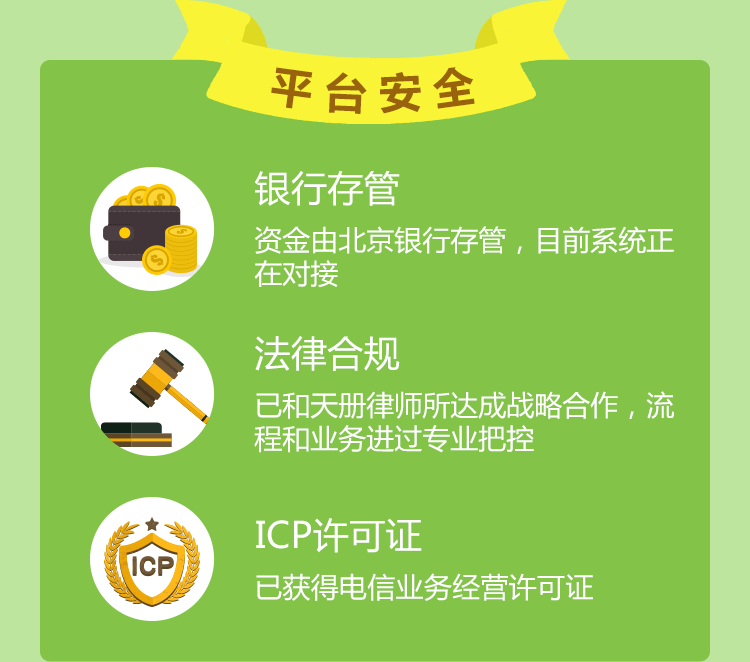 平台安全
银行存管
资金由北京银行存管，目前系统正
在对接
法律合规
已和天册律师所达成战略合作，流
程和业务进过专业把控
ICP
ICP许可证
已获得电信业务经营许可证